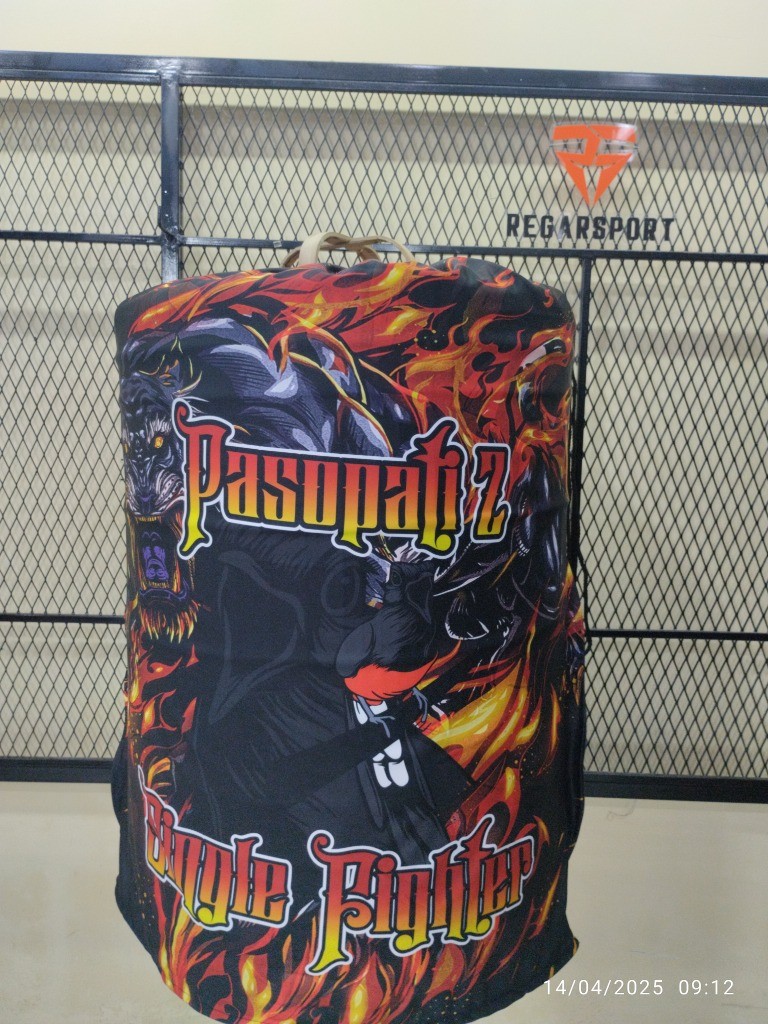 REGARSPORT
Pasopati 2
Single Fighter
14/04/2025 09:12